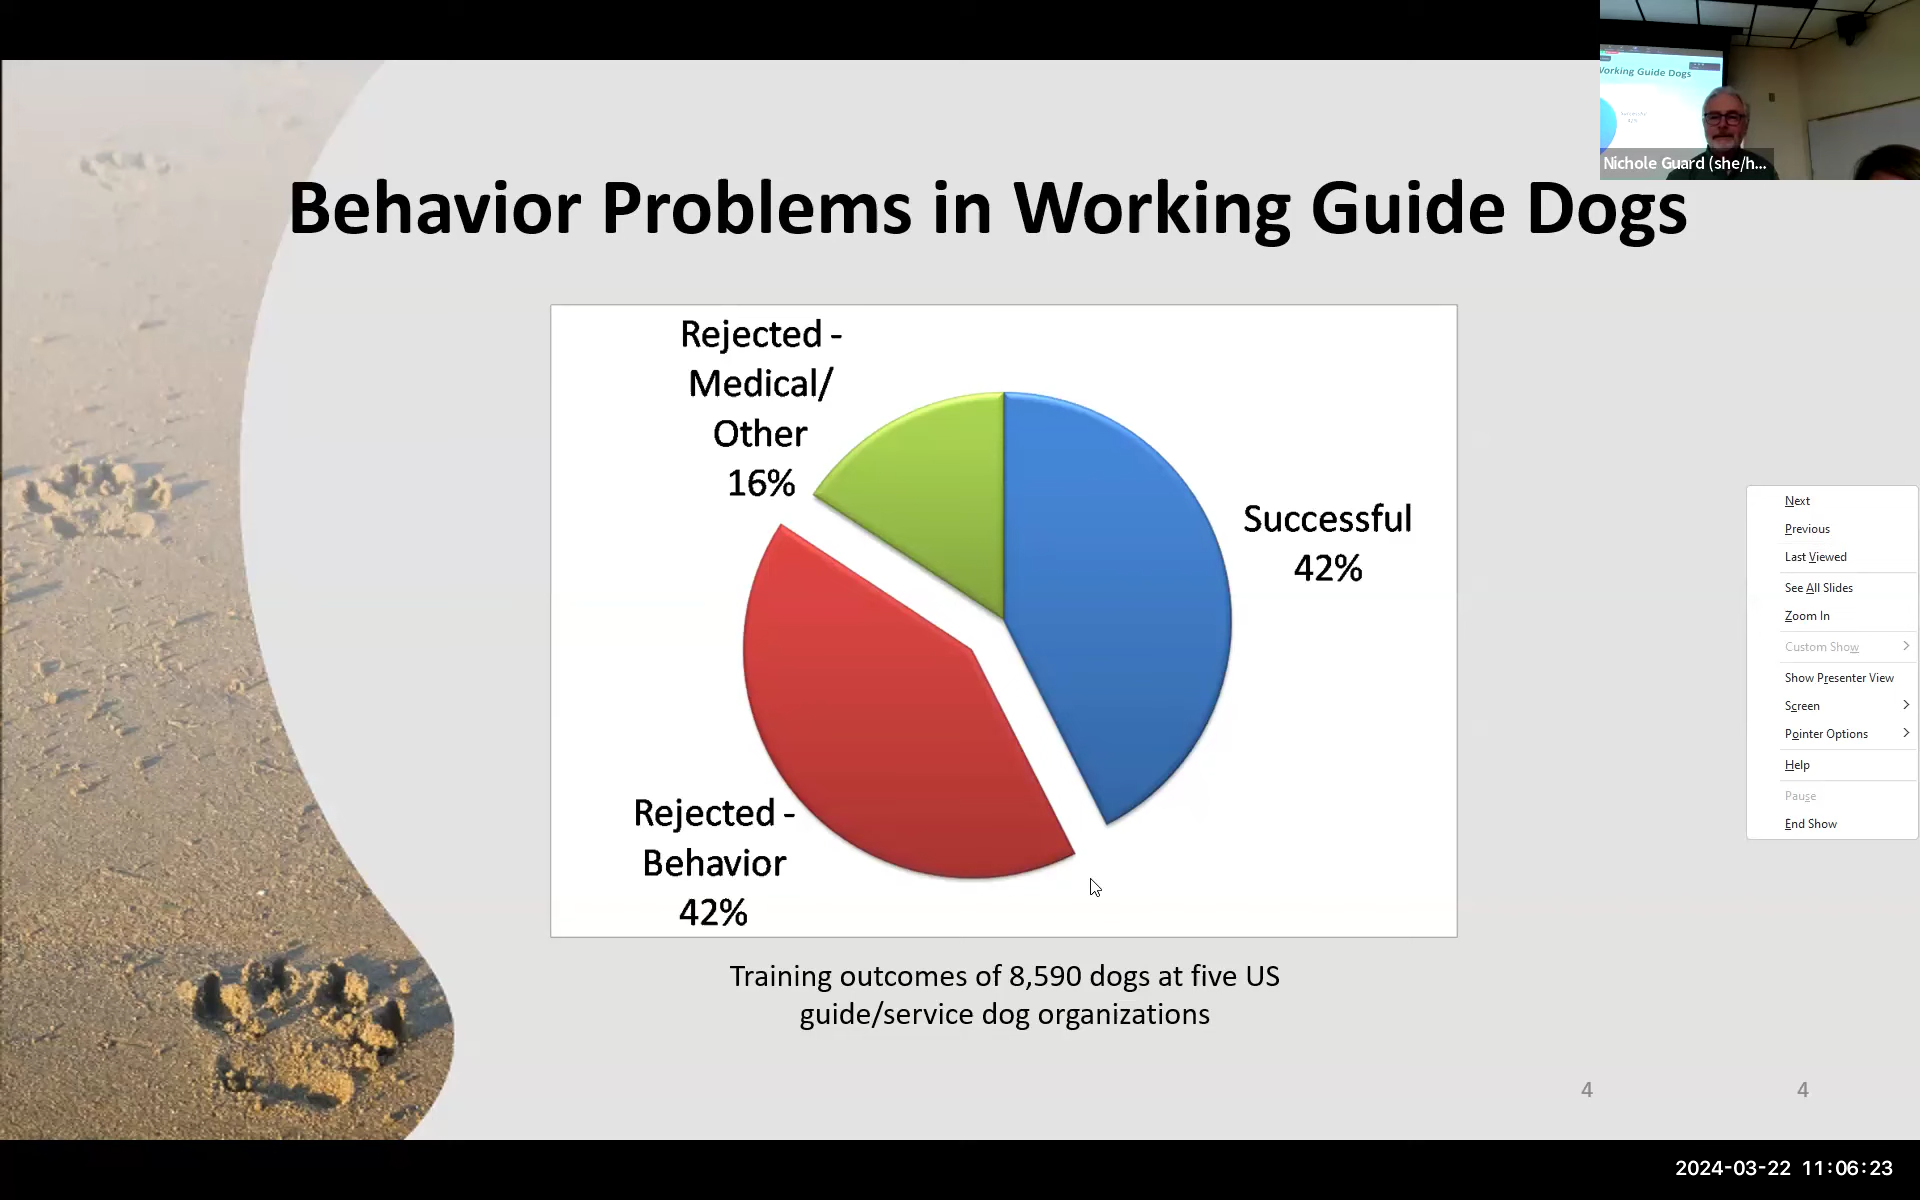 Working Guide Dogs
Nichole Guard (she/h...
Behavior Problems in Working Guide Dogs
Rejected -
Medical/
Other
16%
Successful
42%
Rejected -
Behavior
42%
Training outcomes of 8,590 dogs at five US
guide/service dog organizations
Next
Previous
Last Viewed
See All Slides
Zoom In
Custom Show
Show Presenter View
Screen
Pointer Options
Help
Pause
End Show
4
4
2024-03-22 11:06:23